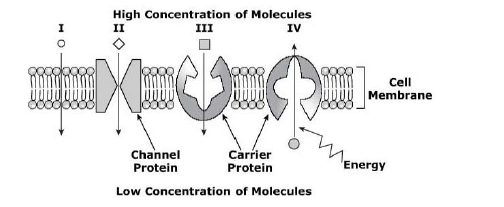 High Concentration of Molecules
I II III IV
Cell
Membrane
Channel
Protein
Carrier
Protein
Energy
Low Concentration of Molecules